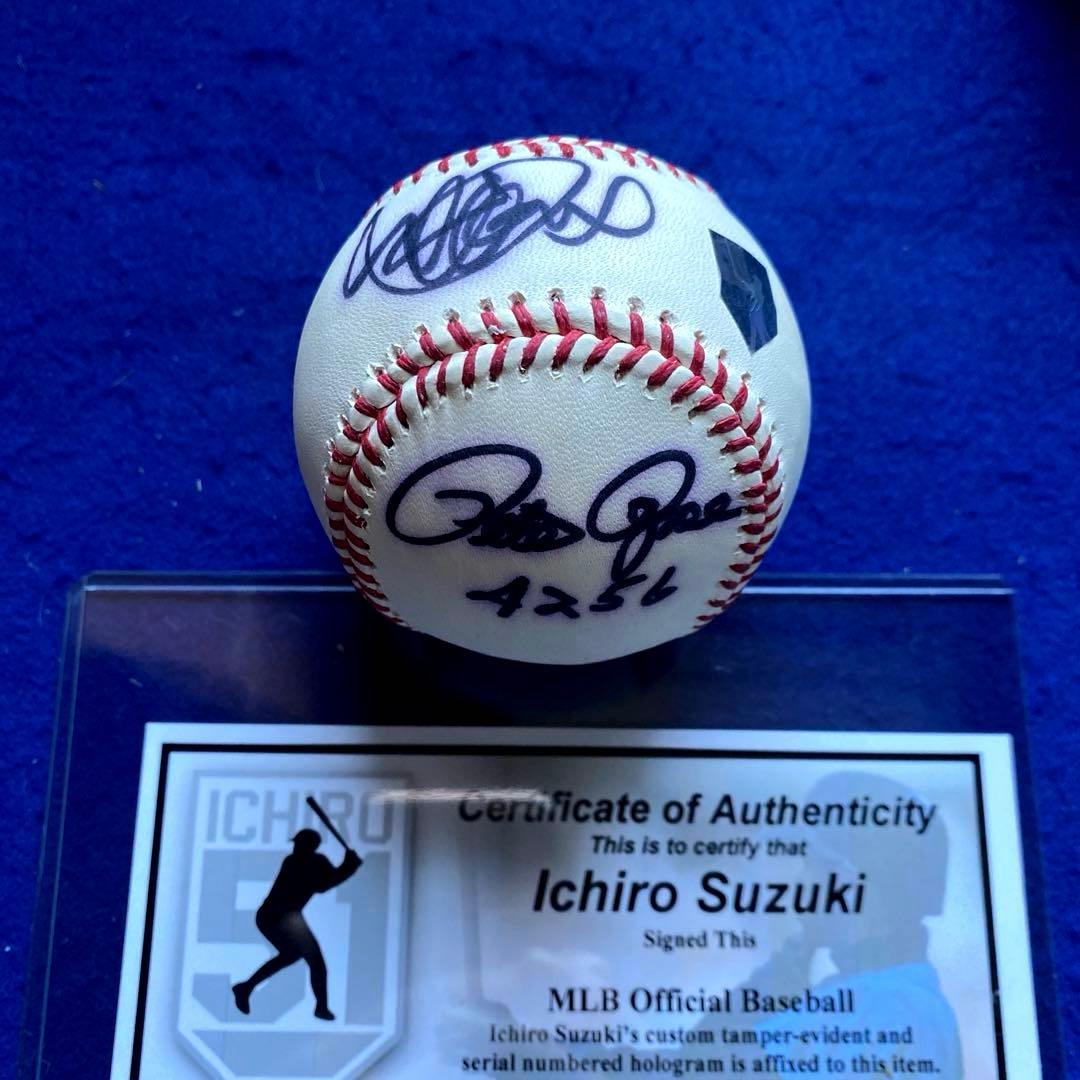 Pete Rose
4256
ICHIRO
51
Certificate of Authenticity
This is to certify that
Ichiro Suzuki
Signed This
MLB Official Baseball
Ichiro Suzuki's custom tamper-evident and
serial numbered hologram is affixed to this item.